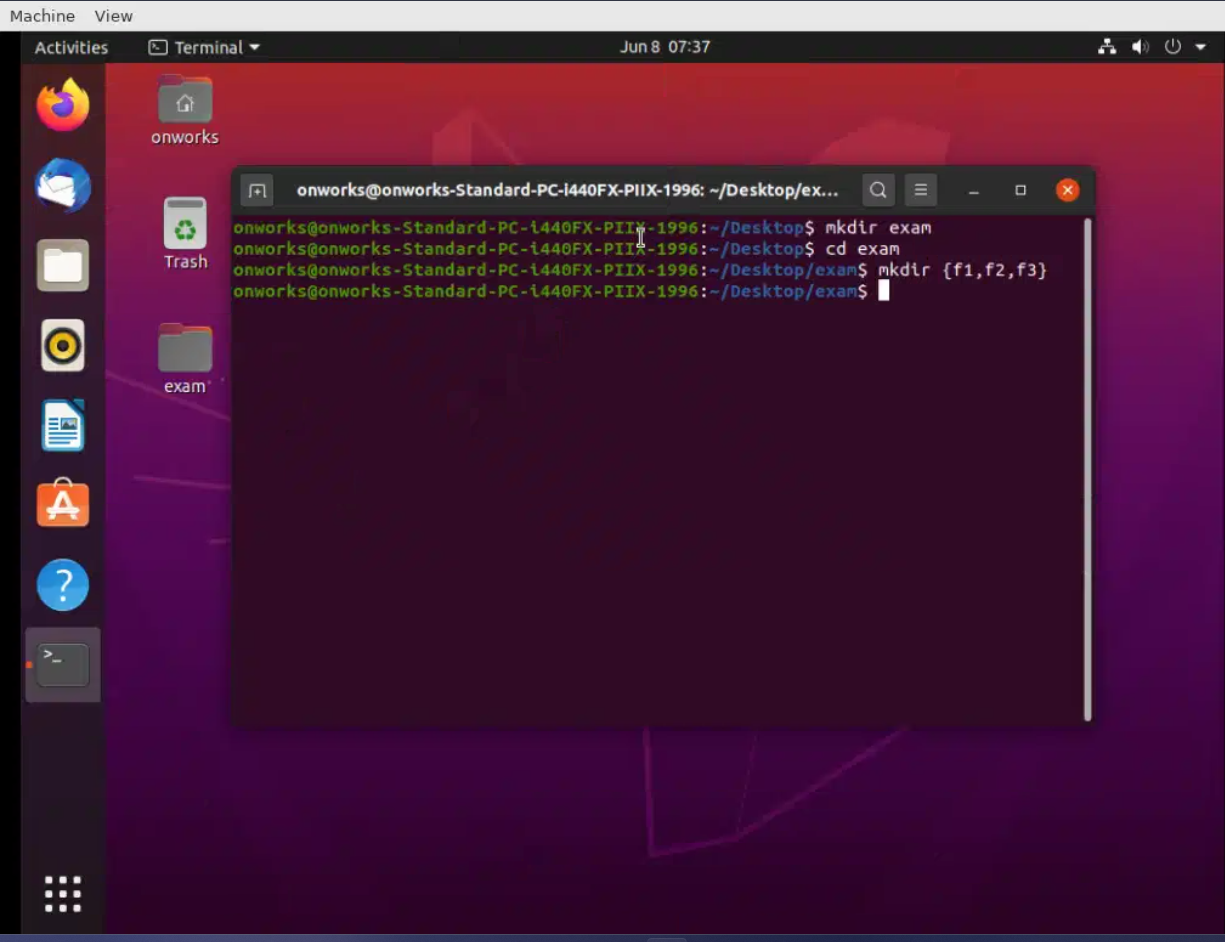 Machine View
Activities Terminal Jun 8 07:37
onworks
onworks@onworks-Standard-PC-i440FX-PIIX-1996: ~/Desktop/ex...
onworks@onworks-Standard-PC-i440FX-PIIX-1996:~/Desktop$ mkdir exam
onworks@onworks-Standard-PC-i440FX-PIIX-1996:~/Desktop$ cd exam
onworks@onworks-Standard-PC-i440FX-PIIX-1996:~/Desktop/exam$ mkdir {f1,f2,f3}
onworks@onworks-Standard-PC-i440FX-PIIX-1996:~/Desktop/exam$
Trash
exam